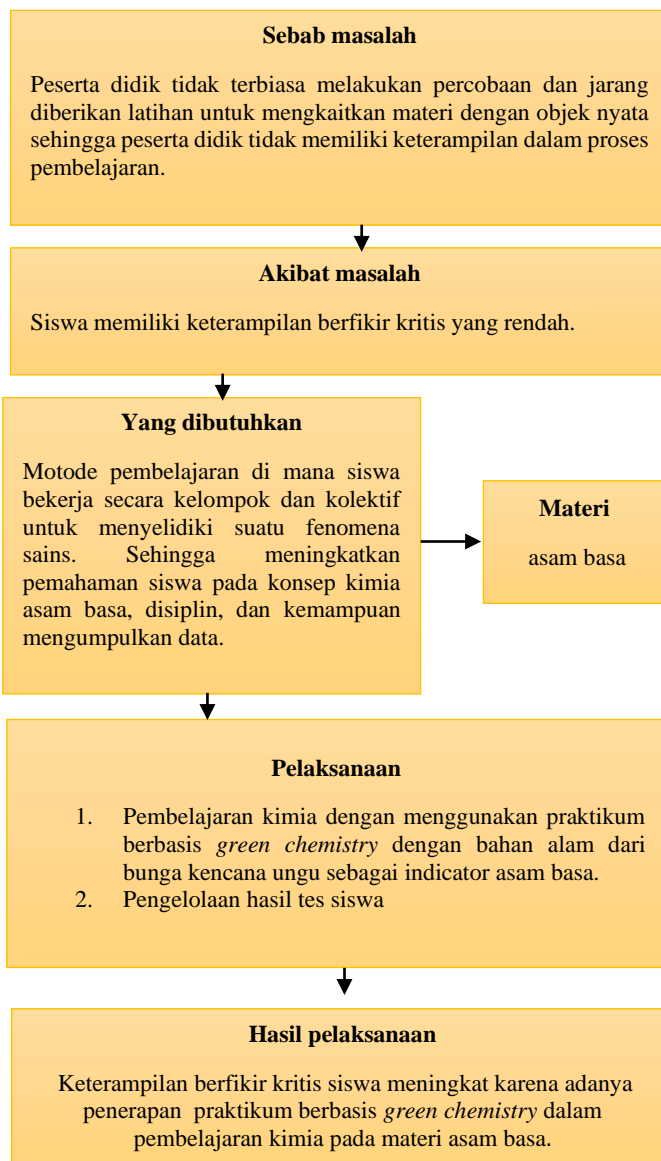 Sebab masalah
Peserta didik tidak terbiasa melakukan percobaan dan jarang
diberikan latihan untuk mengkaitkan materi dengan objek nyata
sehingga peserta didik tidak memiliki keterampilan dalam proses
pembelajaran.
Akibat masalah
Siswa memiliki keterampilan berfikir kritis yang rendah.
Yang dibutuhkan
Motode pembelajaran di mana siswa
bekerja secara kelompok dan kolektif
untuk menyelidiki suatu fenomena
sains. Sehingga meningkatkan
pemahaman siswa pada konsep kimia
asam basa, disiplin, dan kemampuan
mengumpulkan data.
Materi
asam basa
Pelaksanaan
1. Pembelajaran kimia dengan menggunakan praktikum
berbasis green chemistry dengan bahan alam dari
bunga kencana ungu sebagai indicator asam basa.
2. Pengelolaan hasil tes siswa
Hasil pelaksanaan
Keterampilan berfikir kritis siswa meningkat karena adanya
penerapan praktikum berbasis green chemistry dalam
pembelajaran kimia pada materi asam basa.